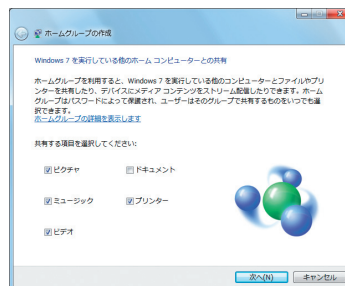 ホームグループの作成
Windows 7 を実行している他のホーム コンピューターとの共有
ホームグループを利用すると、Windows 7 を実行している他のコンピューターとファイルやプリ
ンターを共有したり、デバイスにメディア コンテンツをストリーム配信したりできます。ホーム
グループはパスワードによって保護され、ユーザーはそのグループで共有するものをいつでも選
択できます。
ホームグループの詳細を表示します
共有する項目を選択してください:
ピクチャ ドキュメント
ミュージック プリンター
ビデオ
次へ(N) キャンセル